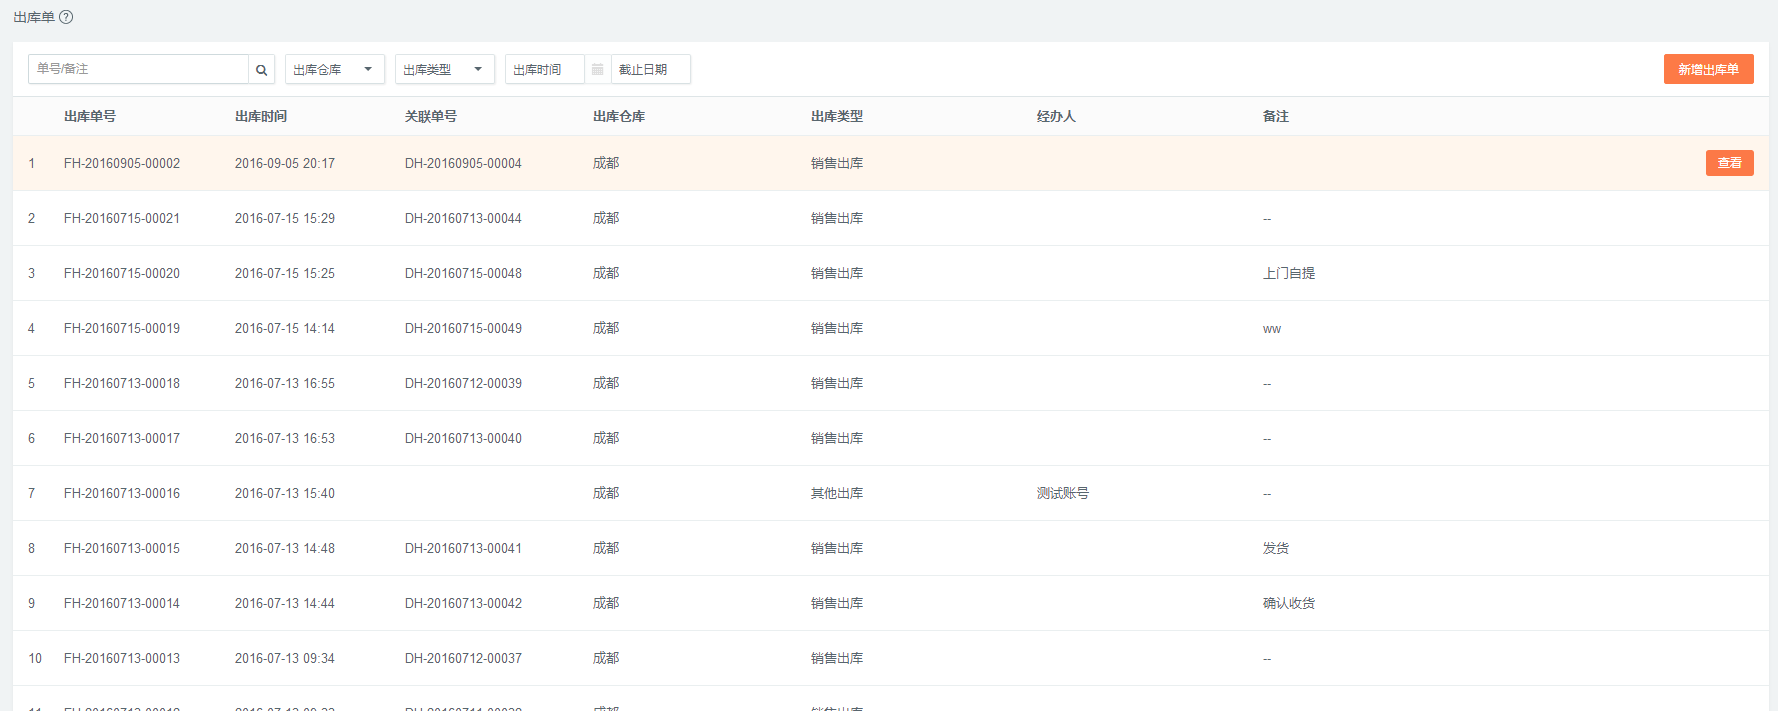 出库单 ?
单号/备注 出库仓库 出库类型 出库时间 截止日期 新增出库单
出库单号 出库时间 关联单号 出库仓库 出库类型 经办人 备注
1 FH-20160905-00002 2016-09-05 20:17 DH-20160905-00004 成都 销售出库 查看
2 FH-20160715-00021 2016-07-15 15:29 DH-20160713-00044 成都 销售出库 --
3 FH-20160715-00020 2016-07-15 15:25 DH-20160715-00048 成都 销售出库 上门自提
4 FH-20160715-00019 2016-07-15 14:14 DH-20160715-00049 成都 销售出库 ww
5 FH-20160713-00018 2016-07-13 16:55 DH-20160712-00039 成都 销售出库 --
6 FH-20160713-00017 2016-07-13 16:53 DH-20160713-00040 成都 销售出库 --
7 FH-20160713-00016 2016-07-13 15:40 成都 其他出库 测试账号 --
8 FH-20160713-00015 2016-07-13 14:48 DH-20160713-00041 成都 销售出库 发货
9 FH-20160713-00014 2016-07-13 14:44 DH-20160713-00042 成都 销售出库 确认收货
10 FH-20160713-00013 2016-07-13 09:34 DH-20160712-00037 成都 销售出库 --